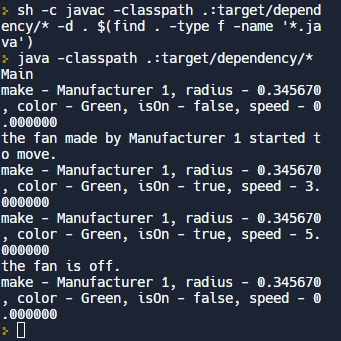 > sh -c javac -classpath .:target/depend
ency/* -d . $(find . -type f -name '*.ja
va')
> java -classpath .:target/dependency/*
Main
make - Manufacturer 1, radius - 0.345670
, color - Green, isOn - false, speed - 0
.000000
the fan made by Manufacturer 1 started t
o move.
make - Manufacturer 1, radius - 0.345670
, color - Green, isOn - true, speed - 3.
000000
make - Manufacturer 1, radius - 0.345670
, color - Green, isOn - true, speed - 5.
000000
the fan is off.
make - Manufacturer 1, radius - 0.345670
, color - Green, isOn - false, speed - 0
.000000
>